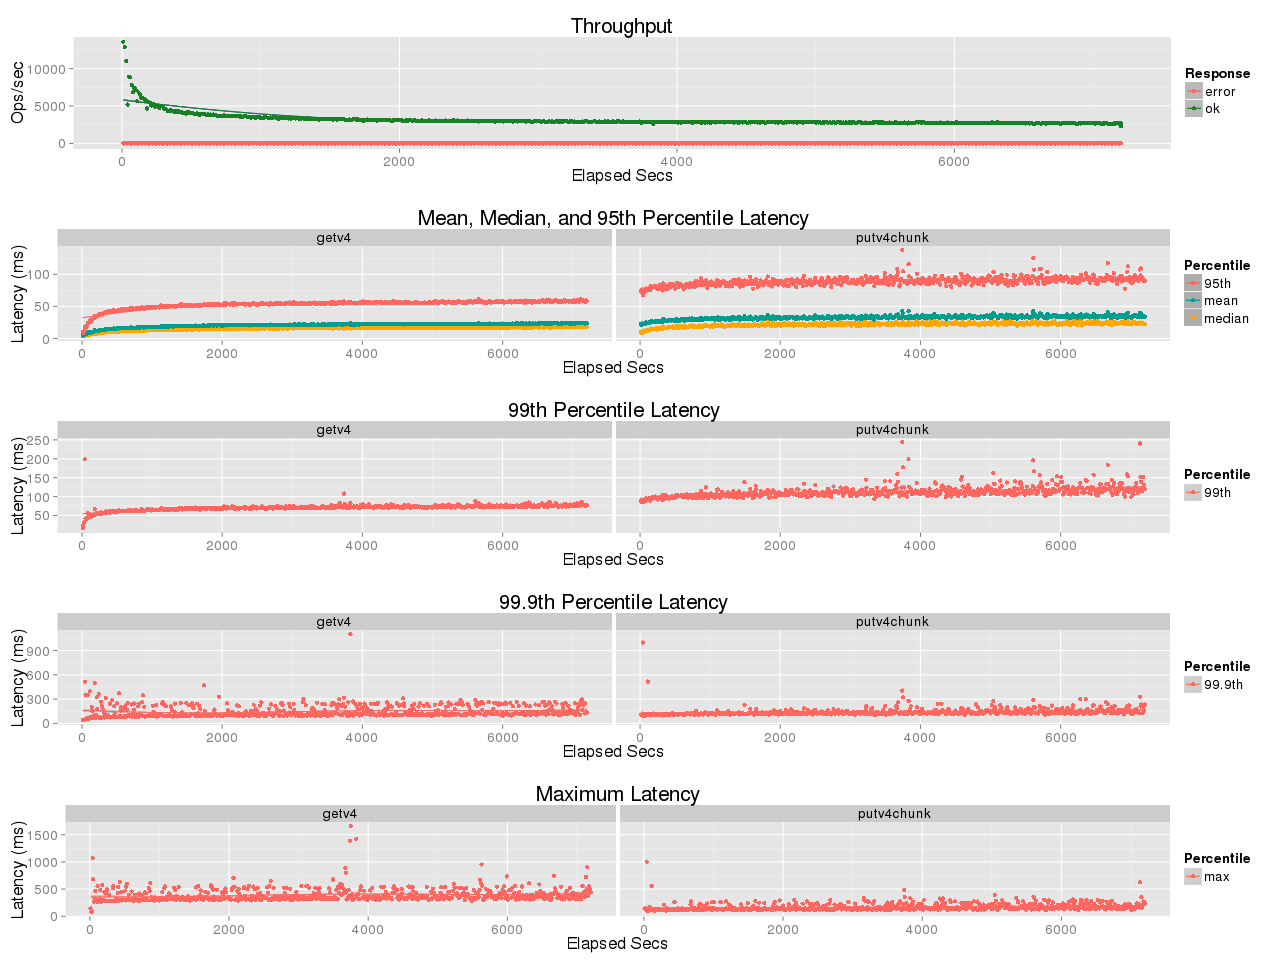 Throughput
Ops/sec
10000
5000
0
0 2000 4000 6000
Elapsed Secs
Response
error
ok
Mean, Median, and 95th Percentile Latency
getv4 putv4chunk
Latency (ms)
100
50
0
0 2000 4000 6000 0 2000 4000 6000
Elapsed Secs
Percentile
95th
mean
median
99th Percentile Latency
getv4 putv4chunk
Latency (ms)
250
200
150
100
50
0 2000 4000 6000 0 2000 4000 6000
Elapsed Secs
Percentile
99th
99.9th Percentile Latency
getv4 putv4chunk
Latency (ms)
900
600
300
0
0 2000 4000 6000 0 2000 4000 6000
Elapsed Secs
Percentile
99.9th
Maximum Latency
getv4 putv4chunk
Latency (ms)
1500
1000
500
0
0 2000 4000 6000 0 2000 4000 6000
Elapsed Secs
Percentile
max